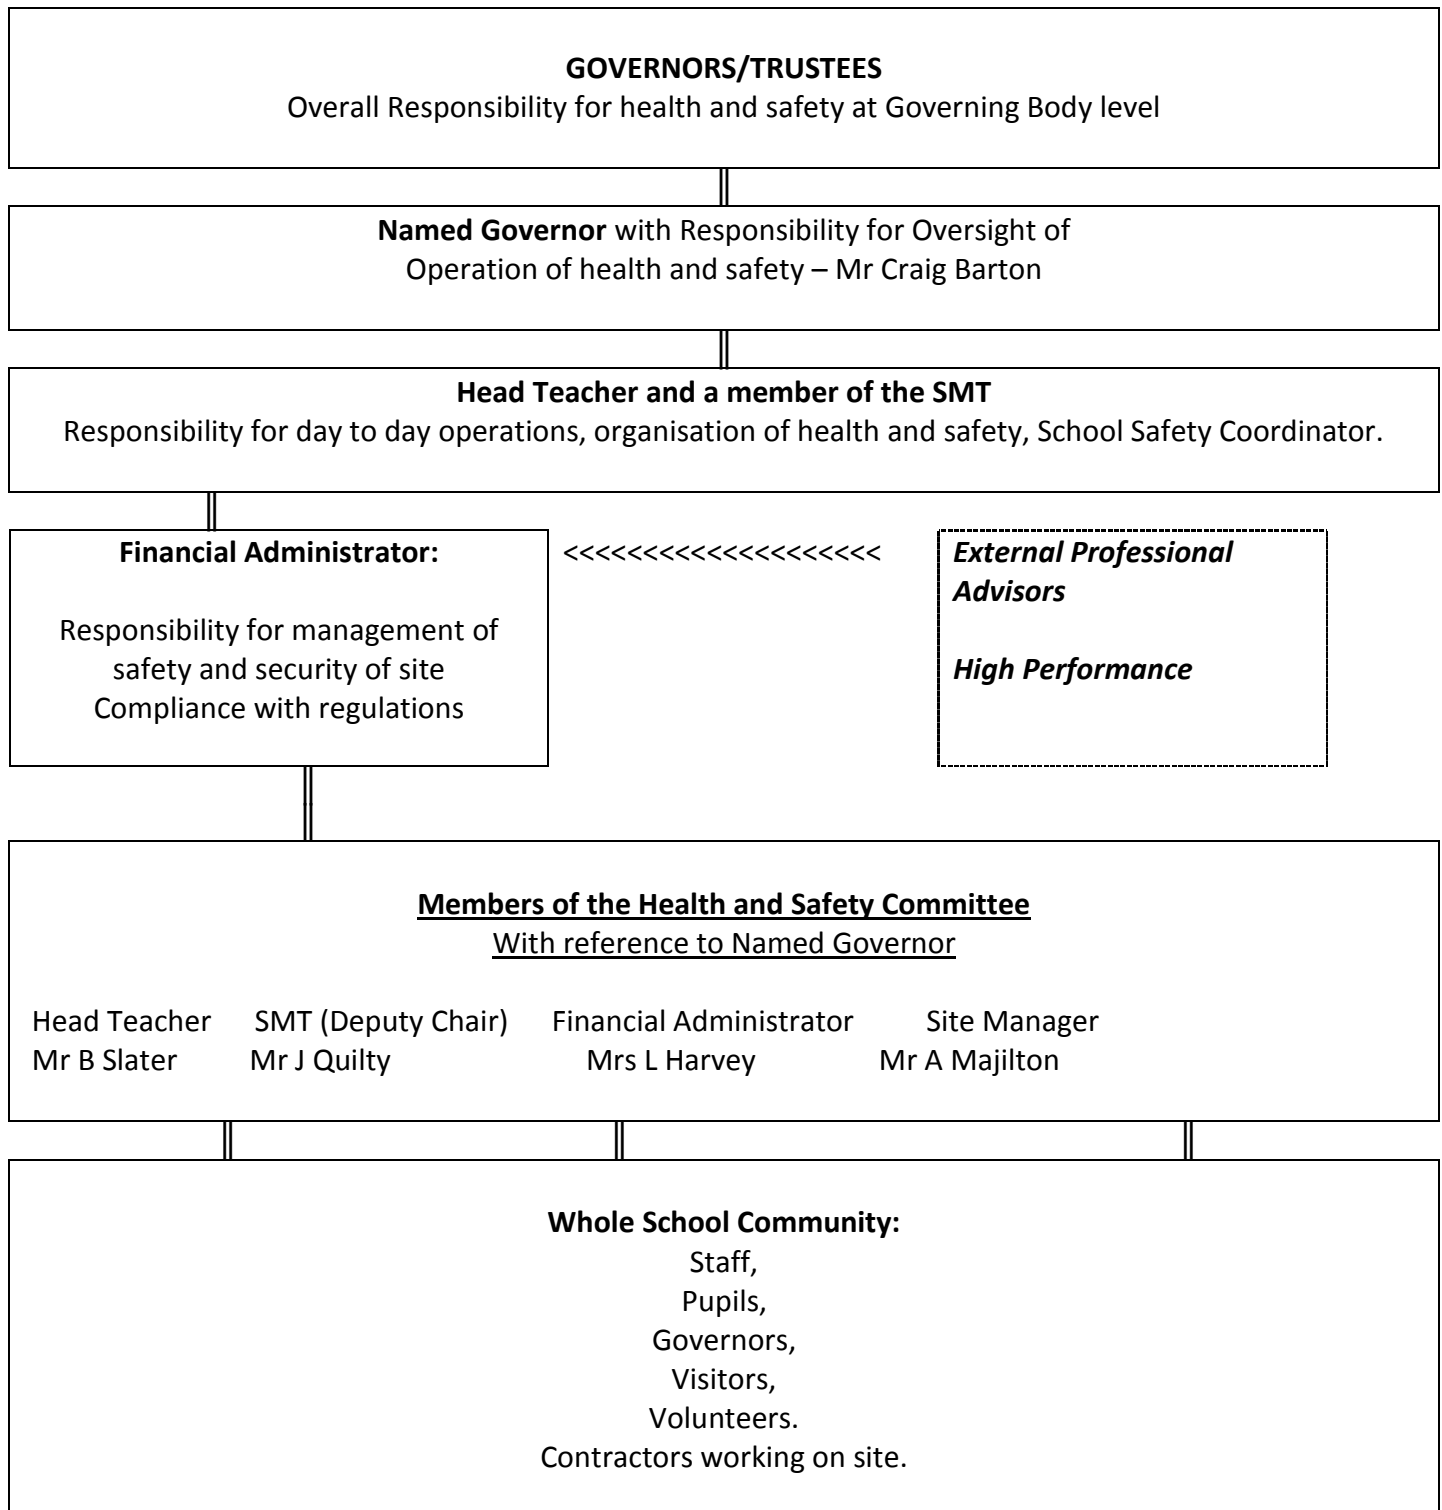 GOVERNORS/TRUSTEES
Overall Responsibility for health and safety at Governing Body level
Named Governor with Responsibility for Oversight of
Operation of health and safety – Mr Craig Barton
Head Teacher and a member of the SMT
Responsibility for day to day operations, organisation of health and safety, School Safety Coordinator.
Financial Administrator:
Responsibility for management of
safety and security of site
Compliance with regulations
<<<<<<<<<<<<<<<<<<<<
External Professional
Advisors
High Performance
Members of the Health and Safety Committee
With reference to Named Governor
Head Teacher SMT (Deputy Chair) Financial Administrator Site Manager
Mr B Slater Mr J Quilty Mrs L Harvey Mr A Majilton
Whole School Community:
Staff,
Pupils,
Governors,
Visitors,
Volunteers.
Contractors working on site.